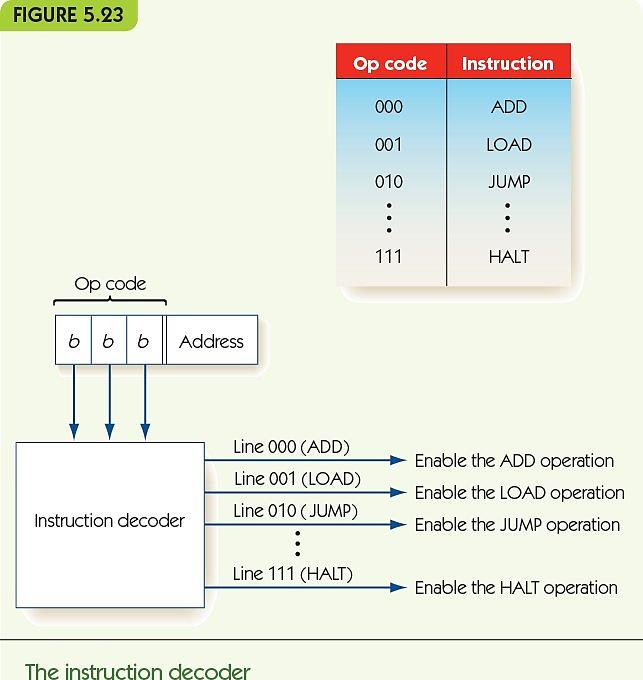 FIGURE 5.23
Op code Instruction
000 ADD
001 LOAD
010 JUMP
111 HALT
Op code
b b b Address
Instruction decoder
Line 000 (ADD)
Enable the ADD operation
Line 001 (LOAD)
Enable the LOAD operation
Line 010 ( JUMP)
Enable the JUMP operation
Line 111 (HALT)
Enable the HALT operation
The instruction decoder